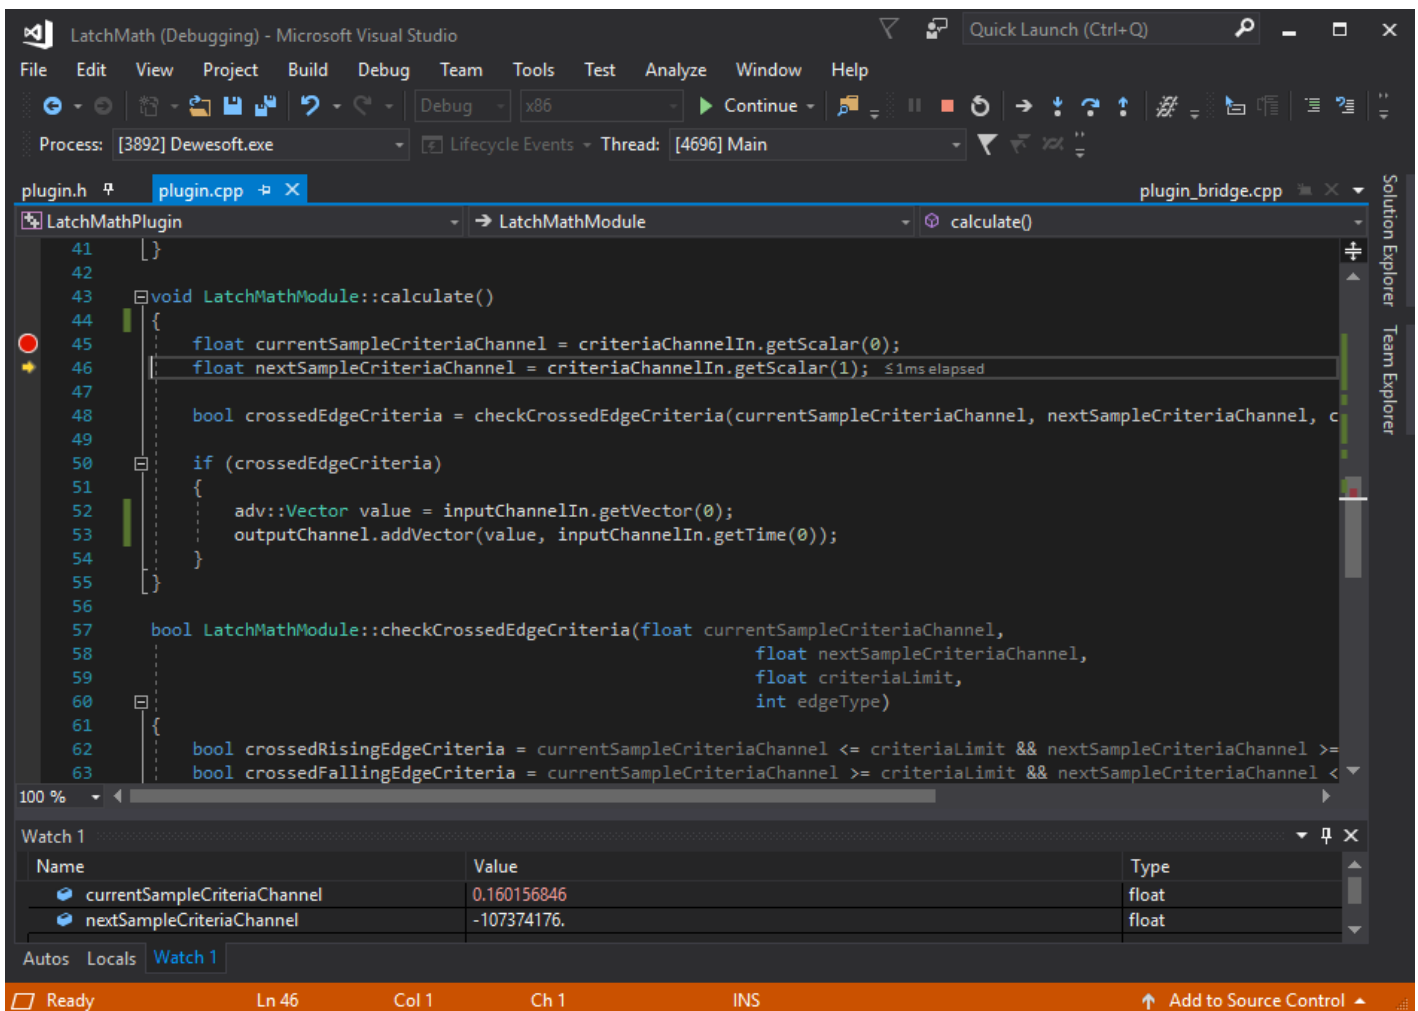 LatchMath (Debugging) - Microsoft Visual Studio
Quick Launch (Ctrl+Q)
File Edit View Project Build Debug Team Tools Test Analyze Window Help
Debug x86 Continue
Process: [3892] Dewesoft.exe Lifecycle Events Thread: [4696] Main
plugin.h plugin.cpp plugin_bridge.cpp
LatchMathPlugin LatchMathModule calculate()
41 }
42
43 void LatchMathModule::calculate()
44 {
45 float currentSampleCriteriaChannel = criteriaChannelIn.getScalar(0);
46 float nextSampleCriteriaChannel = criteriaChannelIn.getScalar(1); ≤1ms elapsed
47
48 bool crossedEdgeCriteria = checkCrossedEdgeCriteria(currentSampleCriteriaChannel, nextSampleCriteriaChannel, c
49
50 if (crossedEdgeCriteria)
51 {
52 adv::Vector value = inputChannelIn.getVector(0);
53 outputChannel.addVector(value, inputChannelIn.getTime(0));
54 }
55 }
56
57 bool LatchMathModule::checkCrossedEdgeCriteria(float currentSampleCriteriaChannel,
58 float nextSampleCriteriaChannel,
59 float criteriaLimit,
60 int edgeType)
61 {
62 bool crossedRisingEdgeCriteria = currentSampleCriteriaChannel <= criteriaLimit && nextSampleCriteriaChannel >=
63 bool crossedFallingEdgeCriteria = currentSampleCriteriaChannel >= criteriaLimit && nextSampleCriteriaChannel <
100 %
Solution Explorer
Team Explorer
Watch 1
Name Value Type
currentSampleCriteriaChannel 0.160156846 float
nextSampleCriteriaChannel -107374176. float
Autos Locals Watch 1
Ready Ln 46 Col 1 Ch 1 INS Add to Source Control